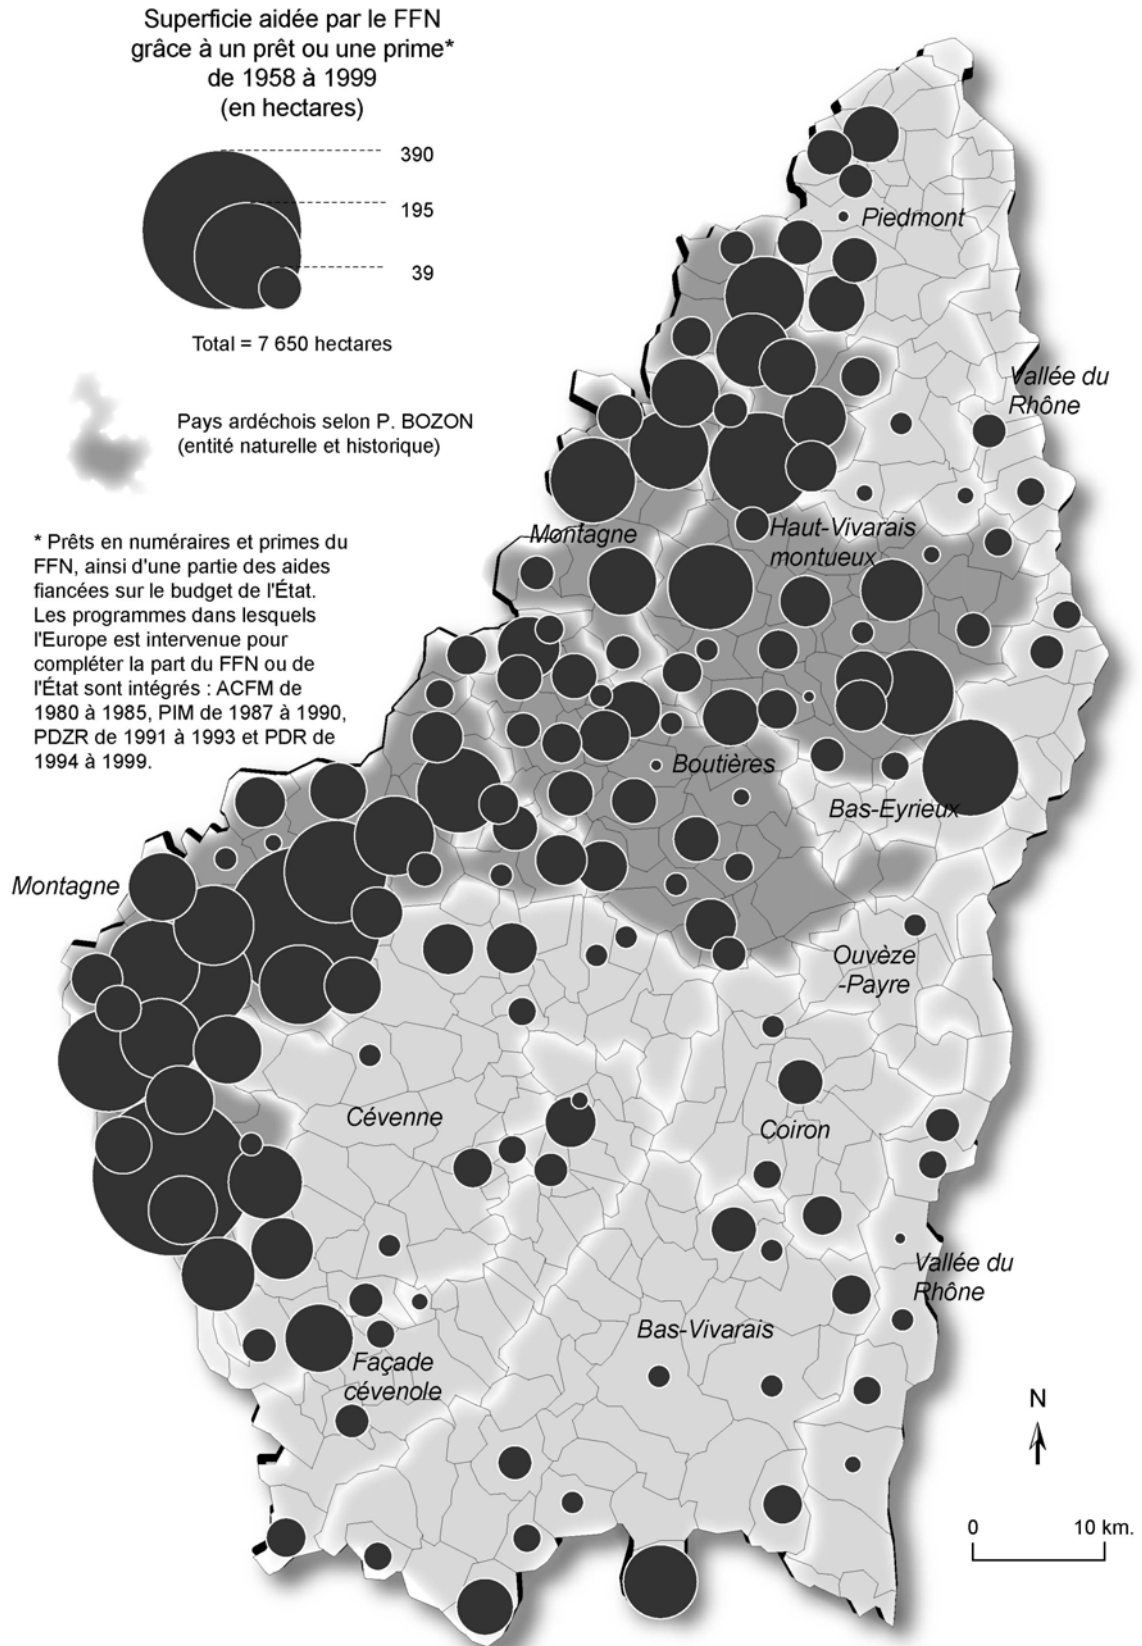 Superficie aidée par le FFN
grâce à un prêt ou une prime*
de 1958 à 1999
(en hectares)
390
195
39
Total = 7 650 hectares
Pays ardéchois selon P. BOZON
(entité naturelle et historique)
* Prêts en numéraires et primes du
FFN, ainsi d'une partie des aides
fiancées sur le budget de l'État.
Les programmes dans lesquels
l'Europe est intervenue pour
compléter la part du FFN ou de
l'État sont intégrés : ACFM de
1980 à 1985, PIM de 1987 à 1990,
PDZR de 1991 à 1993 et PDR de
1994 à 1999.
Piedmont
Vallée du
Rhône
Montagne
Haut-Vivarais
montueux
Boutières
Bas-Eyrieux
Montagne
Ouvèze
-Payre
Cévenne
Coiron
Vallée du
Rhône
Bas-Vivarais
Façade
cévenole
N
0 10 km.